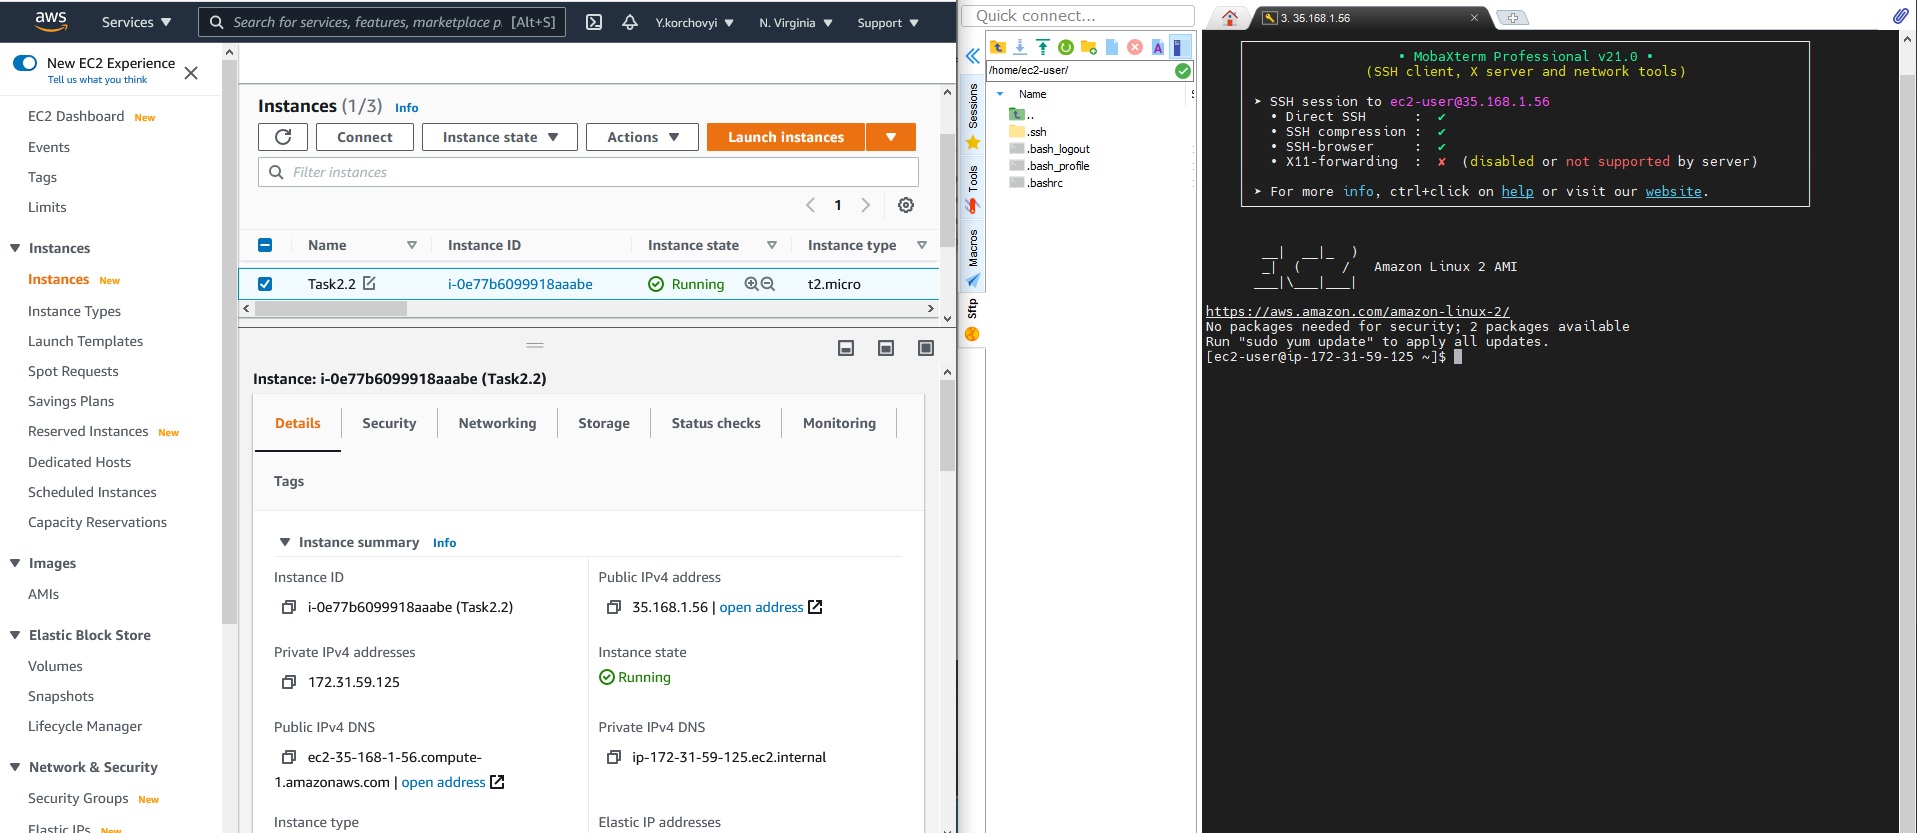 aws
Services
Search for services, features, marketplace p. [Alt+S]
Y.korchovyi
N. Virginia
Support
New EC2 Experience
Tell us what you think
EC2 Dashboard New
Events
Tags
Limits
Instances
Instances New
Instance Types
Launch Templates
Spot Requests
Savings Plans
Reserved Instances New
Dedicated Hosts
Scheduled Instances
Capacity Reservations
Images
AMIs
Elastic Block Store
Volumes
Snapshots
Lifecycle Manager
Network & Security
Security Groups New
Elastic IPs New
Instances (1/3) Info
Connect
Instance state
Actions
Launch instances
Filter instances
1
Name
Instance ID
Instance state
Instance type
Task2.2
i-0e77b6099918aaabe
Running
t2.micro
Instance: i-0e77b6099918aaabe (Task2.2)
Details
Security
Networking
Storage
Status checks
Monitoring
Tags
Instance summary Info
Instance ID
i-0e77b6099918aaabe (Task2.2)
Public IPv4 address
35.168.1.56 | open address
Private IPv4 addresses
172.31.59.125
Instance state
Running
Public IPv4 DNS
ec2-35-168-1-56.compute-
1.amazonaws.com | open address
Private IPv4 DNS
ip-172-31-59-125.ec2.internal
Instance type
Elastic IP addresses
Quick connect...
Sessions
Tools
Macros
Sftp
/home/ec2-user/
Name
S
..
.ssh
.bash_logout
.bash_profile
.bashrc
3. 35.168.1.56
• MobaXterm Professional v21.0 •
(SSH client, X server and network tools)
➤ SSH session to ec2-user@35.168.1.56
• Direct SSH : ✔
• SSH compression : ✔
• SSH-browser : ✔
• X11-forwarding : ✘ (disabled or not supported by server)
➤ For more info, ctrl+click on help or visit our website.
__| __|_ )
_| ( / Amazon Linux 2 AMI
___|\___|___|
https://aws.amazon.com/amazon-linux-2/
No packages needed for security; 2 packages available
Run "sudo yum update" to apply all updates.
[ec2-user@ip-172-31-59-125 ~]$